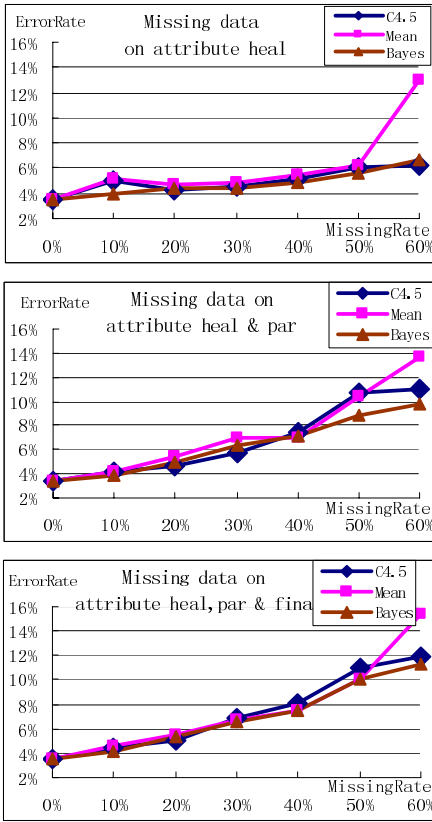 ErrorRate
Missing data
on attribute heal
C4.5
Mean
Bayes
16%
14%
12%
10%
8%
6%
4%
2%
MissingRate
0% 10% 20% 30% 40% 50% 60%
ErrorRate
Missing data on
attribute heal & par
C4.5
Mean
Bayes
16%
14%
12%
10%
8%
6%
4%
2%
MissingRate
0% 10% 20% 30% 40% 50% 60%
ErrorRate
Missing data on
attribute heal,par & fina
C4.5
Mean
Bayes
16%
14%
12%
10%
8%
6%
4%
2%
MissingRate
0% 10% 20% 30% 40% 50% 60%